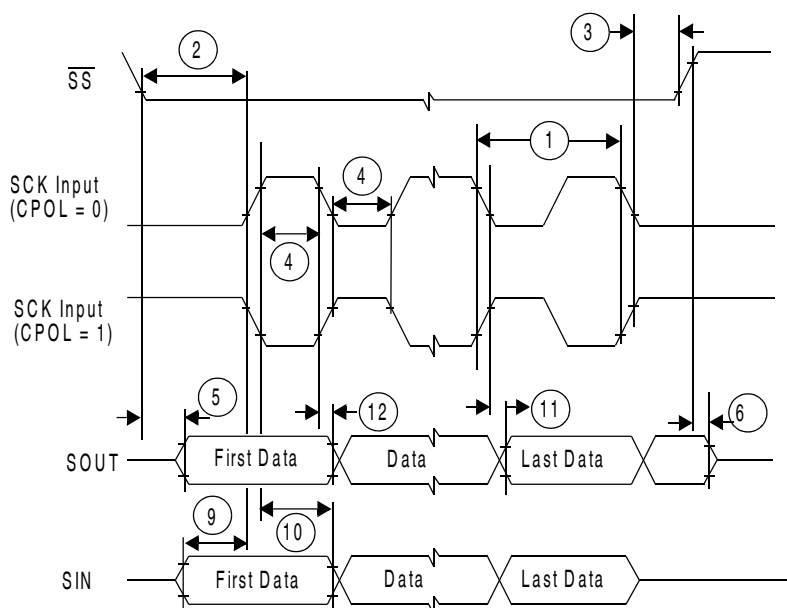 2
3
SS
1
SCK Input
(CPOL = 0)
4
4
SCK Input
(CPOL = 1)
5
12
11
6
SOUT
First Data
Data
Last Data
9
10
SIN
First Data
Data
Last Data